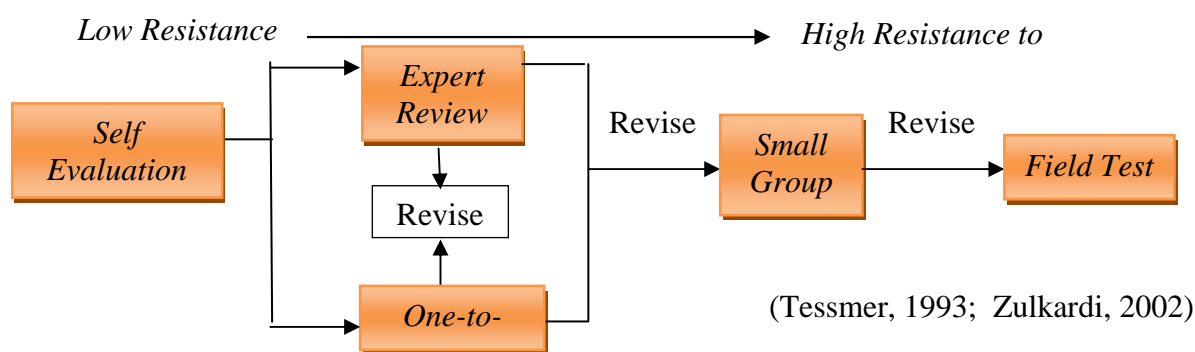 Low Resistance
High Resistance to
Expert
Review
Self
Evaluation
Revise
Revise
Small
Group
Revise
Field Test
One-to-
(Tessmer, 1993; Zulkardi, 2002)